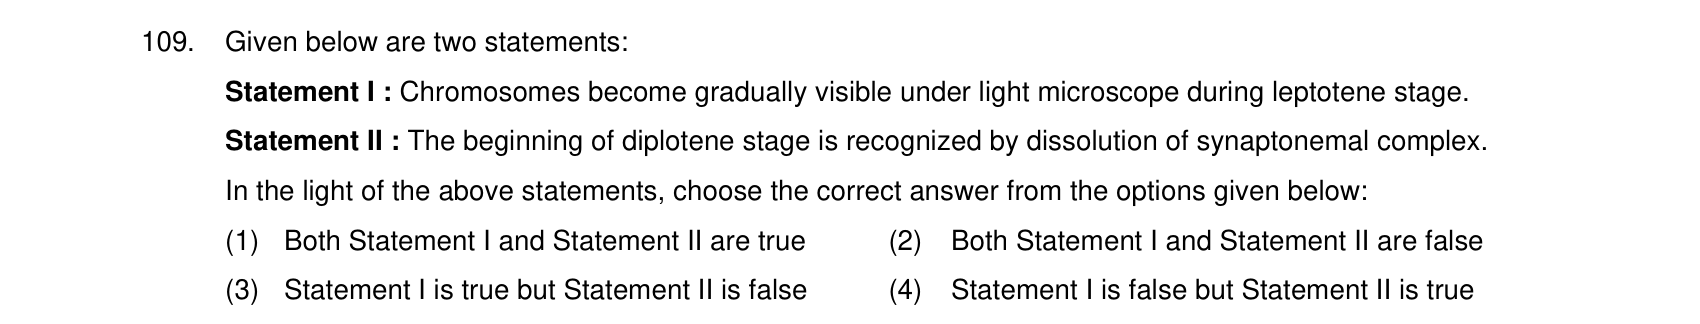 109. Given below are two statements:
Statement I : Chromosomes become gradually visible under light microscope during leptotene stage.
Statement II : The beginning of diplotene stage is recognized by dissolution of synaptonemal complex.
In the light of the above statements, choose the correct answer from the options given below:
(1) Both Statement I and Statement II are true (2) Both Statement I and Statement II are false
(3) Statement I is true but Statement II is false (4) Statement I is false but Statement II is true